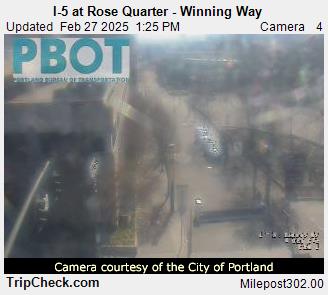 I-5 at Rose Quarter - Winning Way
Updated Feb 27 2025 1:25 PM Camera 4
PBOT
PORTLAND BUREAU OF TRANSPORTATION
Camera courtesy of the City of Portland
TripCheck.com Milepost302.00